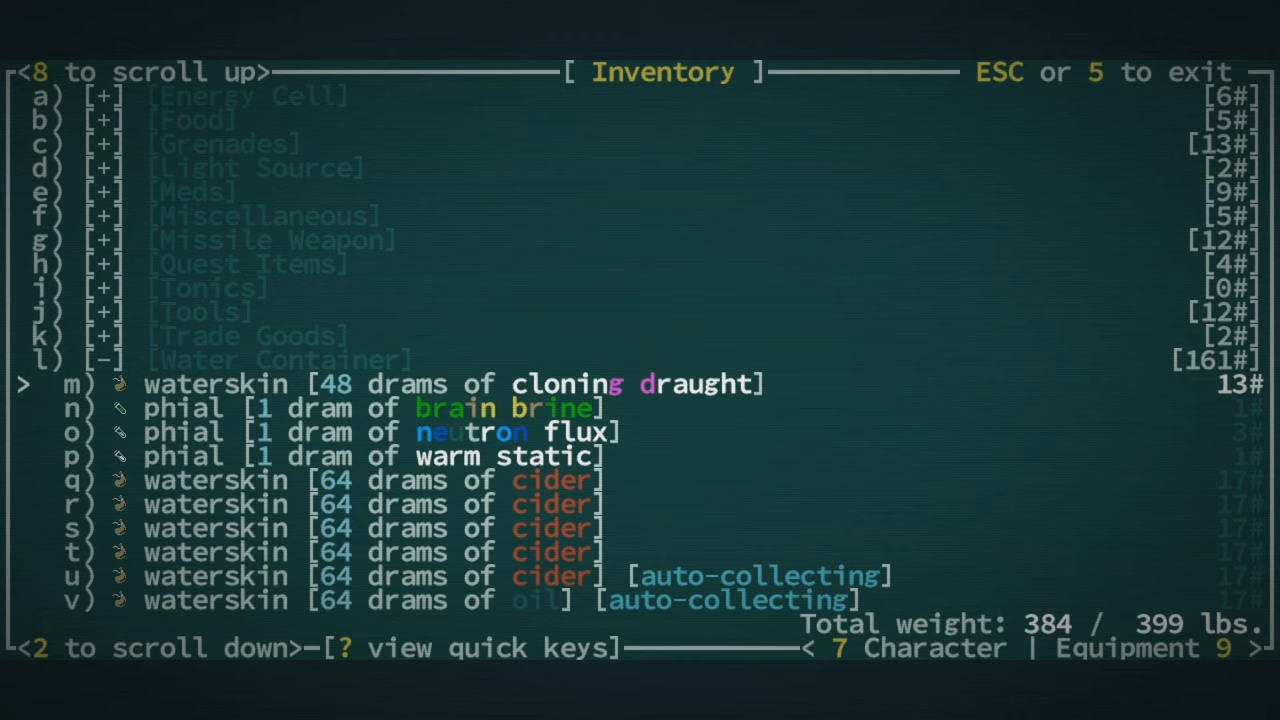 <8 to scroll up> [ Inventory ] ESC or 5 to exit
a) [+] [Energy Cell] [6#]
b) [+] [Food] [5#]
c) [+] [Grenades] [13#]
d) [+] [Light Source] [2#]
e) [+] [Meds] [9#]
f) [+] [Miscellaneous] [5#]
g) [+] [Missile Weapon] [12#]
h) [+] [Quest Items] [4#]
i) [+] [Tonics] [0#]
j) [+] [Tools] [12#]
k) [+] [Trade Goods] [2#]
l) [-] [Water Container] [161#]
> m) waterskin [48 drams of cloning draught] 13#
n) phial [1 dram of brain brine] 1#
o) phial [1 dram of neutron flux] 3#
p) phial [1 dram of warm static] 1#
q) waterskin [64 drams of cider] 17#
r) waterskin [64 drams of cider] 17#
s) waterskin [64 drams of cider] 17#
t) waterskin [64 drams of cider] 17#
u) waterskin [64 drams of cider] [auto-collecting] 17#
v) waterskin [64 drams of oil] [auto-collecting] 17#
Total weight: 384 / 399 lbs.
<2 to scroll down> [? view quick keys] < 7 Character | Equipment 9 >